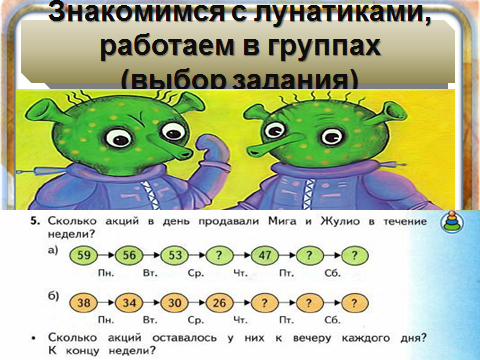 Знакомимся с лунатиками,
работаем в группах
(выбор задания)
5. Сколько акций в день продавали Мига и Жулио в течение
недели?
а) 59 56 53 ? 47 ? ?
Пн. Вт. Ср. Чт. Пт. Сб.
б) 38 34 30 26 ? ? ?
Пн. Вт. Ср. Чт. Пт. Сб.
• Сколько акций оставалось у них к вечеру каждого дня?
К концу недели?